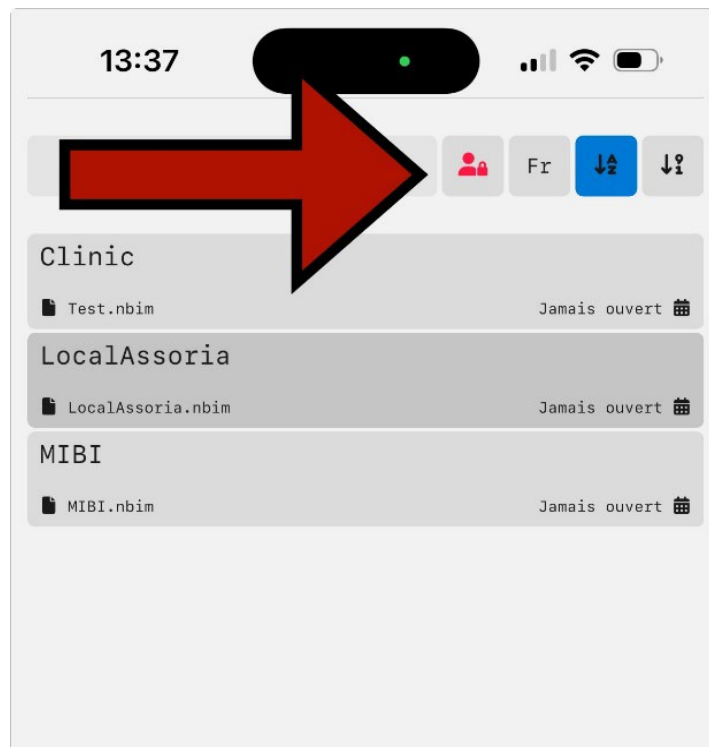 13:37
Fr
Clinic
Test.nbim Jamais ouvert
LocalAssoria
LocalAssoria.nbim Jamais ouvert
MIBI
MIBI.nbim Jamais ouvert